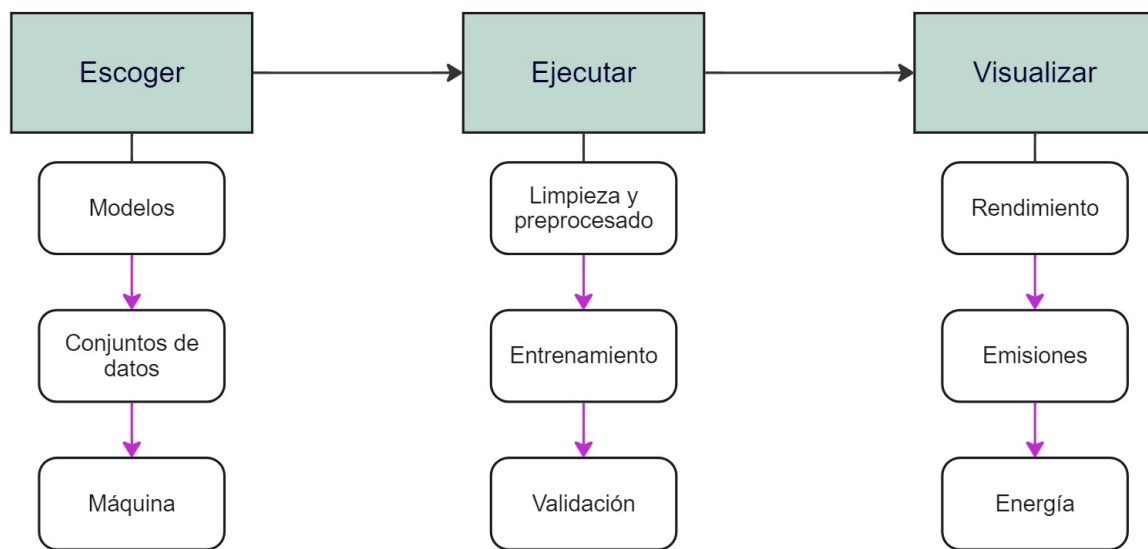 Escoger
Ejecutar
Visualizar
Modelos
Limpieza y
preprocesado
Rendimiento
Conjuntos de
datos
Entrenamiento
Emisiones
Máquina
Validación
Energía